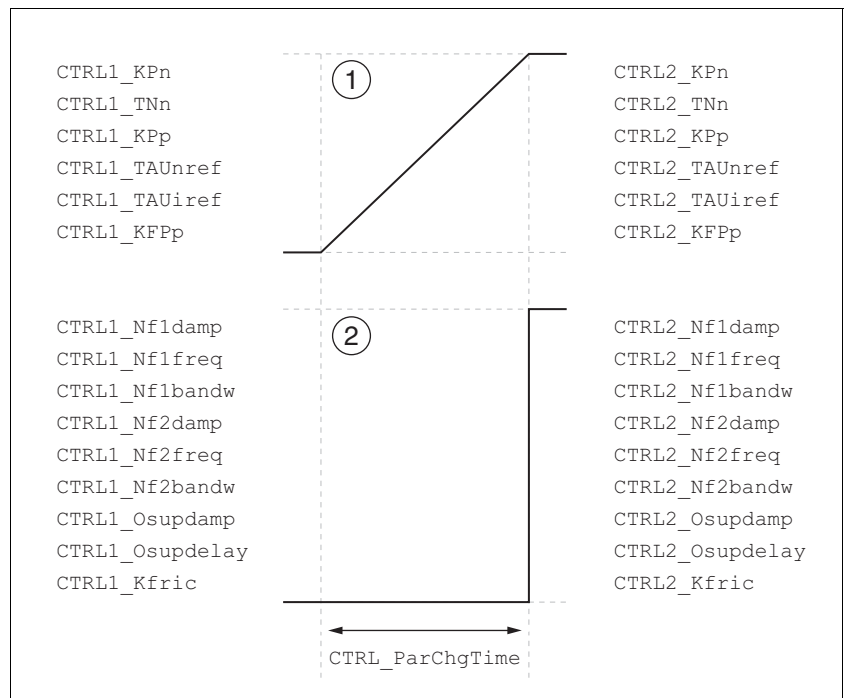 CTRL1_KPn
CTRL1_TNn
CTRL1_KPp
CTRL1_TAUnref
CTRL1_TAUiref
CTRL1_KFPp
1
CTRL2_KPn
CTRL2_TNn
CTRL2_KPp
CTRL2_TAUnref
CTRL2_TAUiref
CTRL2_KFPp
CTRL1_Nf1damp
CTRL1_Nf1freq
CTRL1_Nf1bandw
CTRL1_Nf2damp
CTRL1_Nf2freq
CTRL1_Nf2bandw
CTRL1_Osupdamp
CTRL1_Osupdelay
CTRL1_Kfric
2
CTRL2_Nf1damp
CTRL2_Nf1freq
CTRL2_Nf1bandw
CTRL2_Nf2damp
CTRL2_Nf2freq
CTRL2_Nf2bandw
CTRL2_Osupdamp
CTRL2_Osupdelay
CTRL2_Kfric
CTRL_ParChgTime